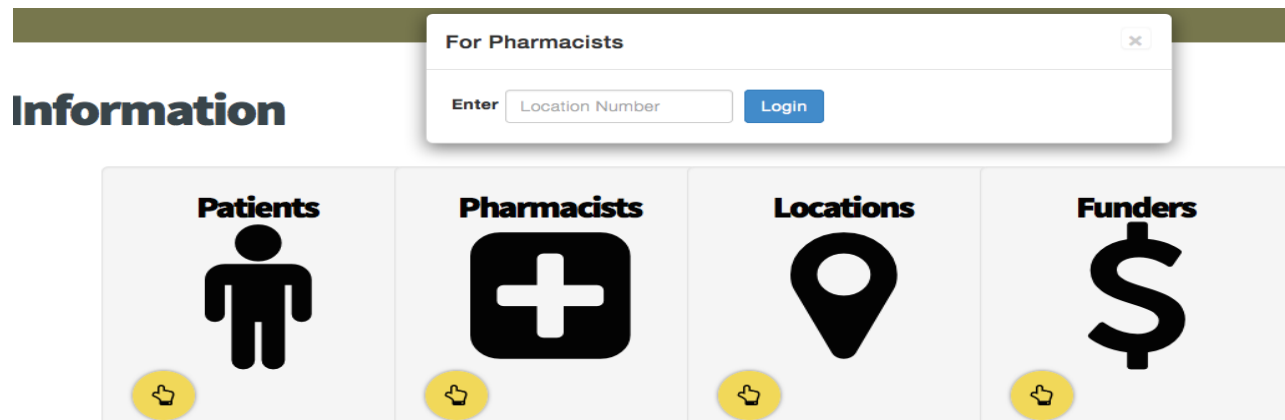 For Pharmacists
Enter Location Number Login
Information
Patients Pharmacists Locations Funders